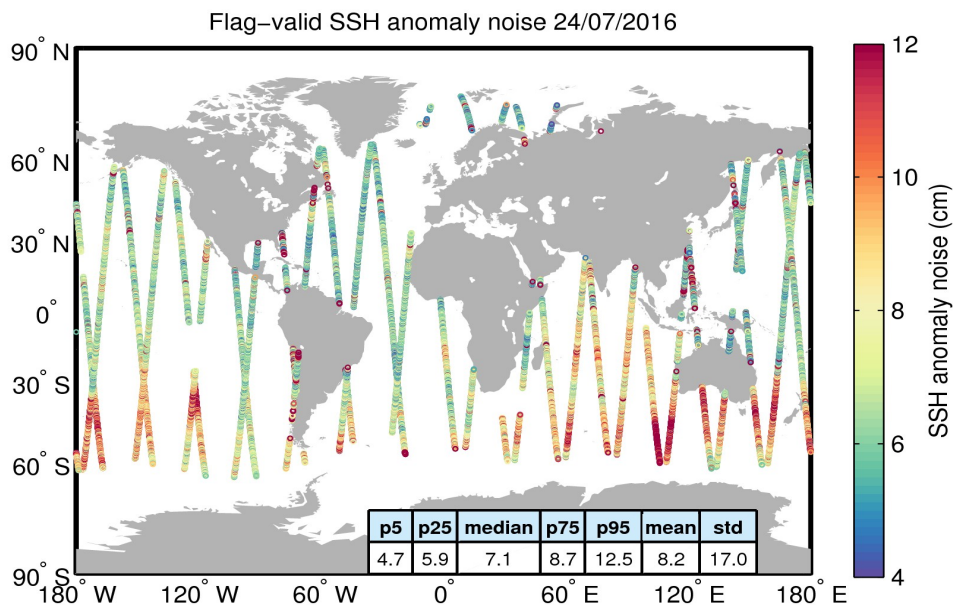 Flag−valid SSH anomaly noise 24/07/2016
90° N
60° N
30° N
0°
30° S
60° S
90° S
180° W 120° W 60° W 0° 60° E 120° E 180° E
p5 p25 median p75 p95 mean std
4.7 5.9 7.1 8.7 12.5 8.2 17.0
12
10
8
6
4
SSH anomaly noise (cm)